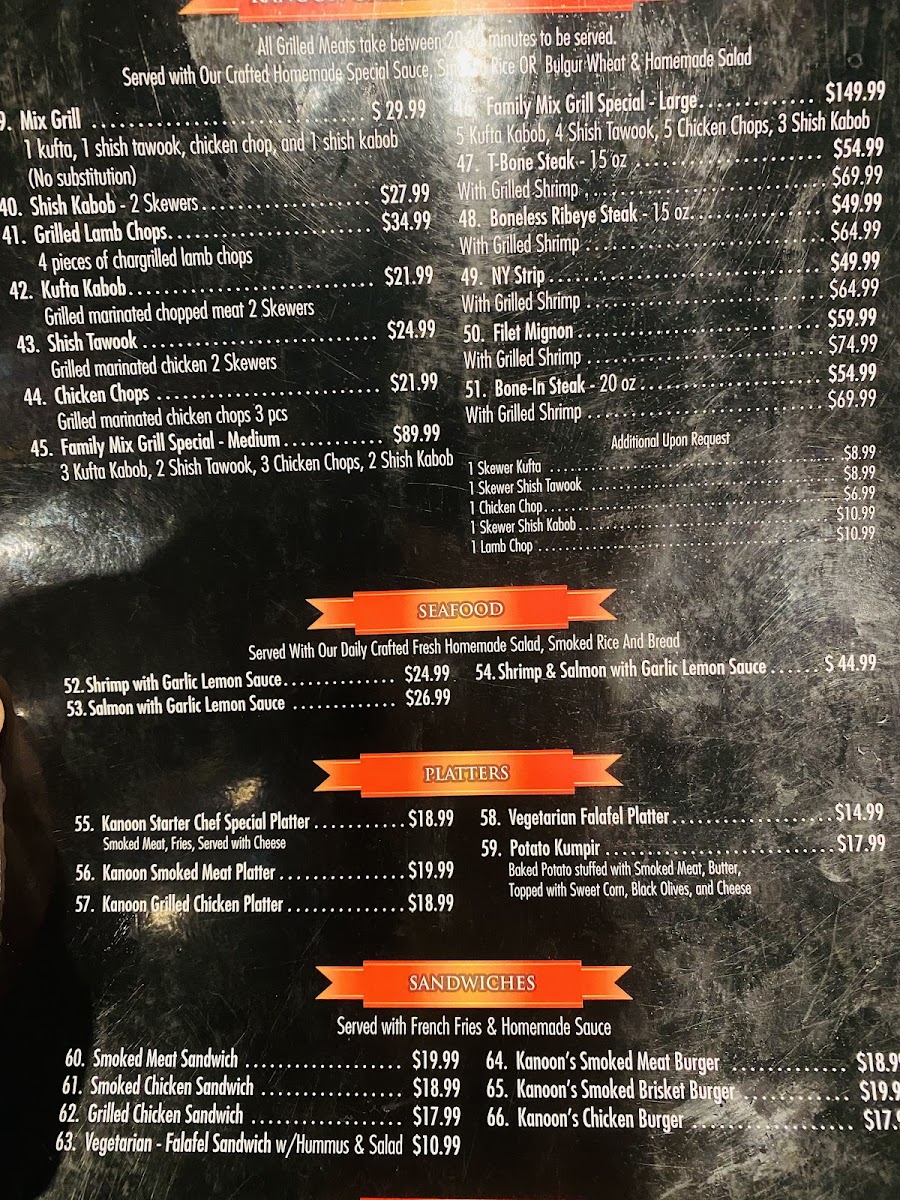 All Grilled Meats take between 20 minutes to be served.
Served with Our Crafted Homemade Special Sauce, Rice OR Bulgur Wheat & Homemade Salad
9. Mix Grill $ 29.99
1 kufta, 1 shish tawook, chicken chop, and 1 shish kabob
(No substitution)
40. Shish Kabob - 2 Skewers $27.99
41. Grilled Lamb Chops $34.99
4 pieces of chargrilled lamb chops
42. Kufta Kabob $21.99
Grilled marinated chopped meat 2 Skewers
43. Shish Tawook $24.99
Grilled marinated chicken 2 Skewers
44. Chicken Chops $21.99
Grilled marinated chicken chops 3 pcs
45. Family Mix Grill Special - Medium $89.99
3 Kufta Kabob, 2 Shish Tawook, 3 Chicken Chops, 2 Shish Kabob
Family Mix Grill Special - Large $149.99
5 Kufta Kabob, 4 Shish Tawook, 5 Chicken Chops, 3 Shish Kabob
47. T-Bone Steak - 15 oz $54.99
With Grilled Shrimp $69.99
48. Boneless Ribeye Steak - 15 oz $49.99
With Grilled Shrimp $64.99
49. NY Strip $49.99
With Grilled Shrimp $64.99
50. Filet Mignon $59.99
With Grilled Shrimp $74.99
51. Bone-In Steak - 20 oz $54.99
With Grilled Shrimp $69.99
Additional Upon Request
1 Skewer Kufta $8.99
1 Skewer Shish Tawook $8.99
1 Chicken Chop $6.99
1 Skewer Shish Kabob $10.99
1 Lamb Chop $10.99
SEAFOOD
Served With Our Daily Crafted Fresh Homemade Salad, Smoked Rice And Bread
52. Shrimp with Garlic Lemon Sauce $24.99
53. Salmon with Garlic Lemon Sauce $26.99
54. Shrimp & Salmon with Garlic Lemon Sauce $ 44.99
PLATTERS
55. Kanoon Starter Chef Special Platter $18.99
Smoked Meat, Fries, Served with Cheese
56. Kanoon Smoked Meat Platter $19.99
57. Kanoon Grilled Chicken Platter $18.99
58. Vegetarian Falafel Platter $14.99
59. Potato Kumpir $17.99
Baked Potato stuffed with Smoked Meat, Butter,
Topped with Sweet Corn, Black Olives, and Cheese
SANDWICHES
Served with French Fries & Homemade Sauce
60. Smoked Meat Sandwich $19.99
61. Smoked Chicken Sandwich $18.99
62. Grilled Chicken Sandwich $17.99
63. Vegetarian - Falafel Sandwich w/Hummus & Salad $10.99
64. Kanoon's Smoked Meat Burger $18.9
65. Kanoon's Smoked Brisket Burger $19.9
66. Kanoon's Chicken Burger $17.